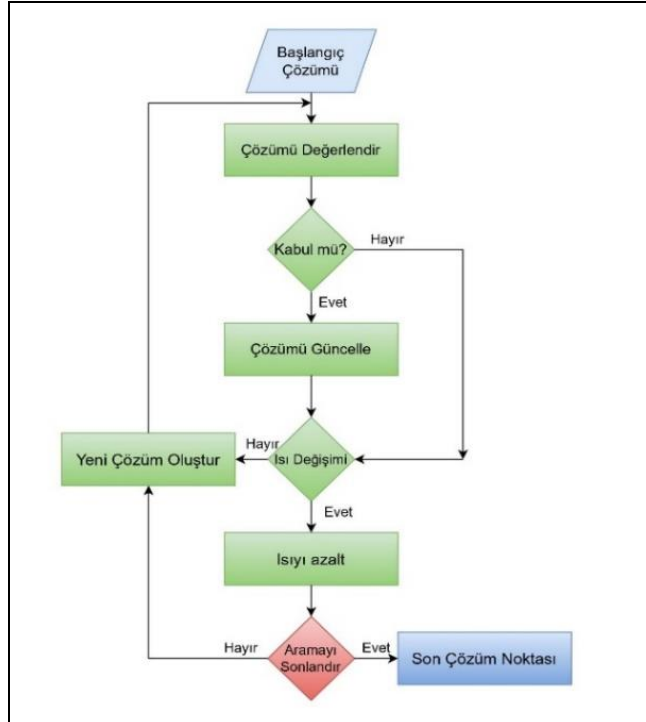 Başlangıç
Çözümü
Çözümü Değerlendir
Kabul mü?
Hayır
Evet
Çözümü Güncelle
Yeni Çözüm Oluştur
Hayır
Isı Değişimi
Evet
Isıyı azalt
Hayır
Aramayı
Sonlandır
Evet
Son Çözüm Noktası